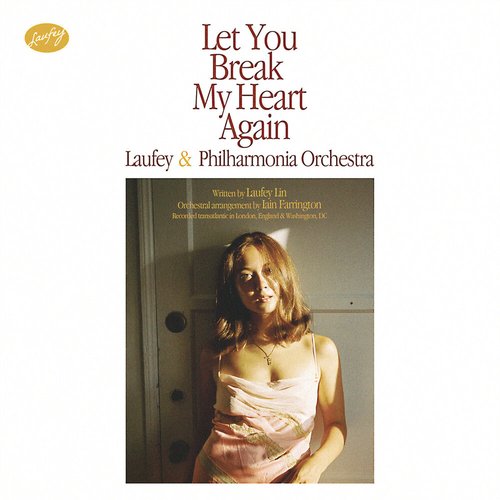 Laufey
Let You
Break
My Heart
Again
Laufey & Philharmonia Orchestra
Written by Laufey Lin
Orchestral arrangement by Iain Farrington
Recorded transatlantic in London, England & Washington, DC